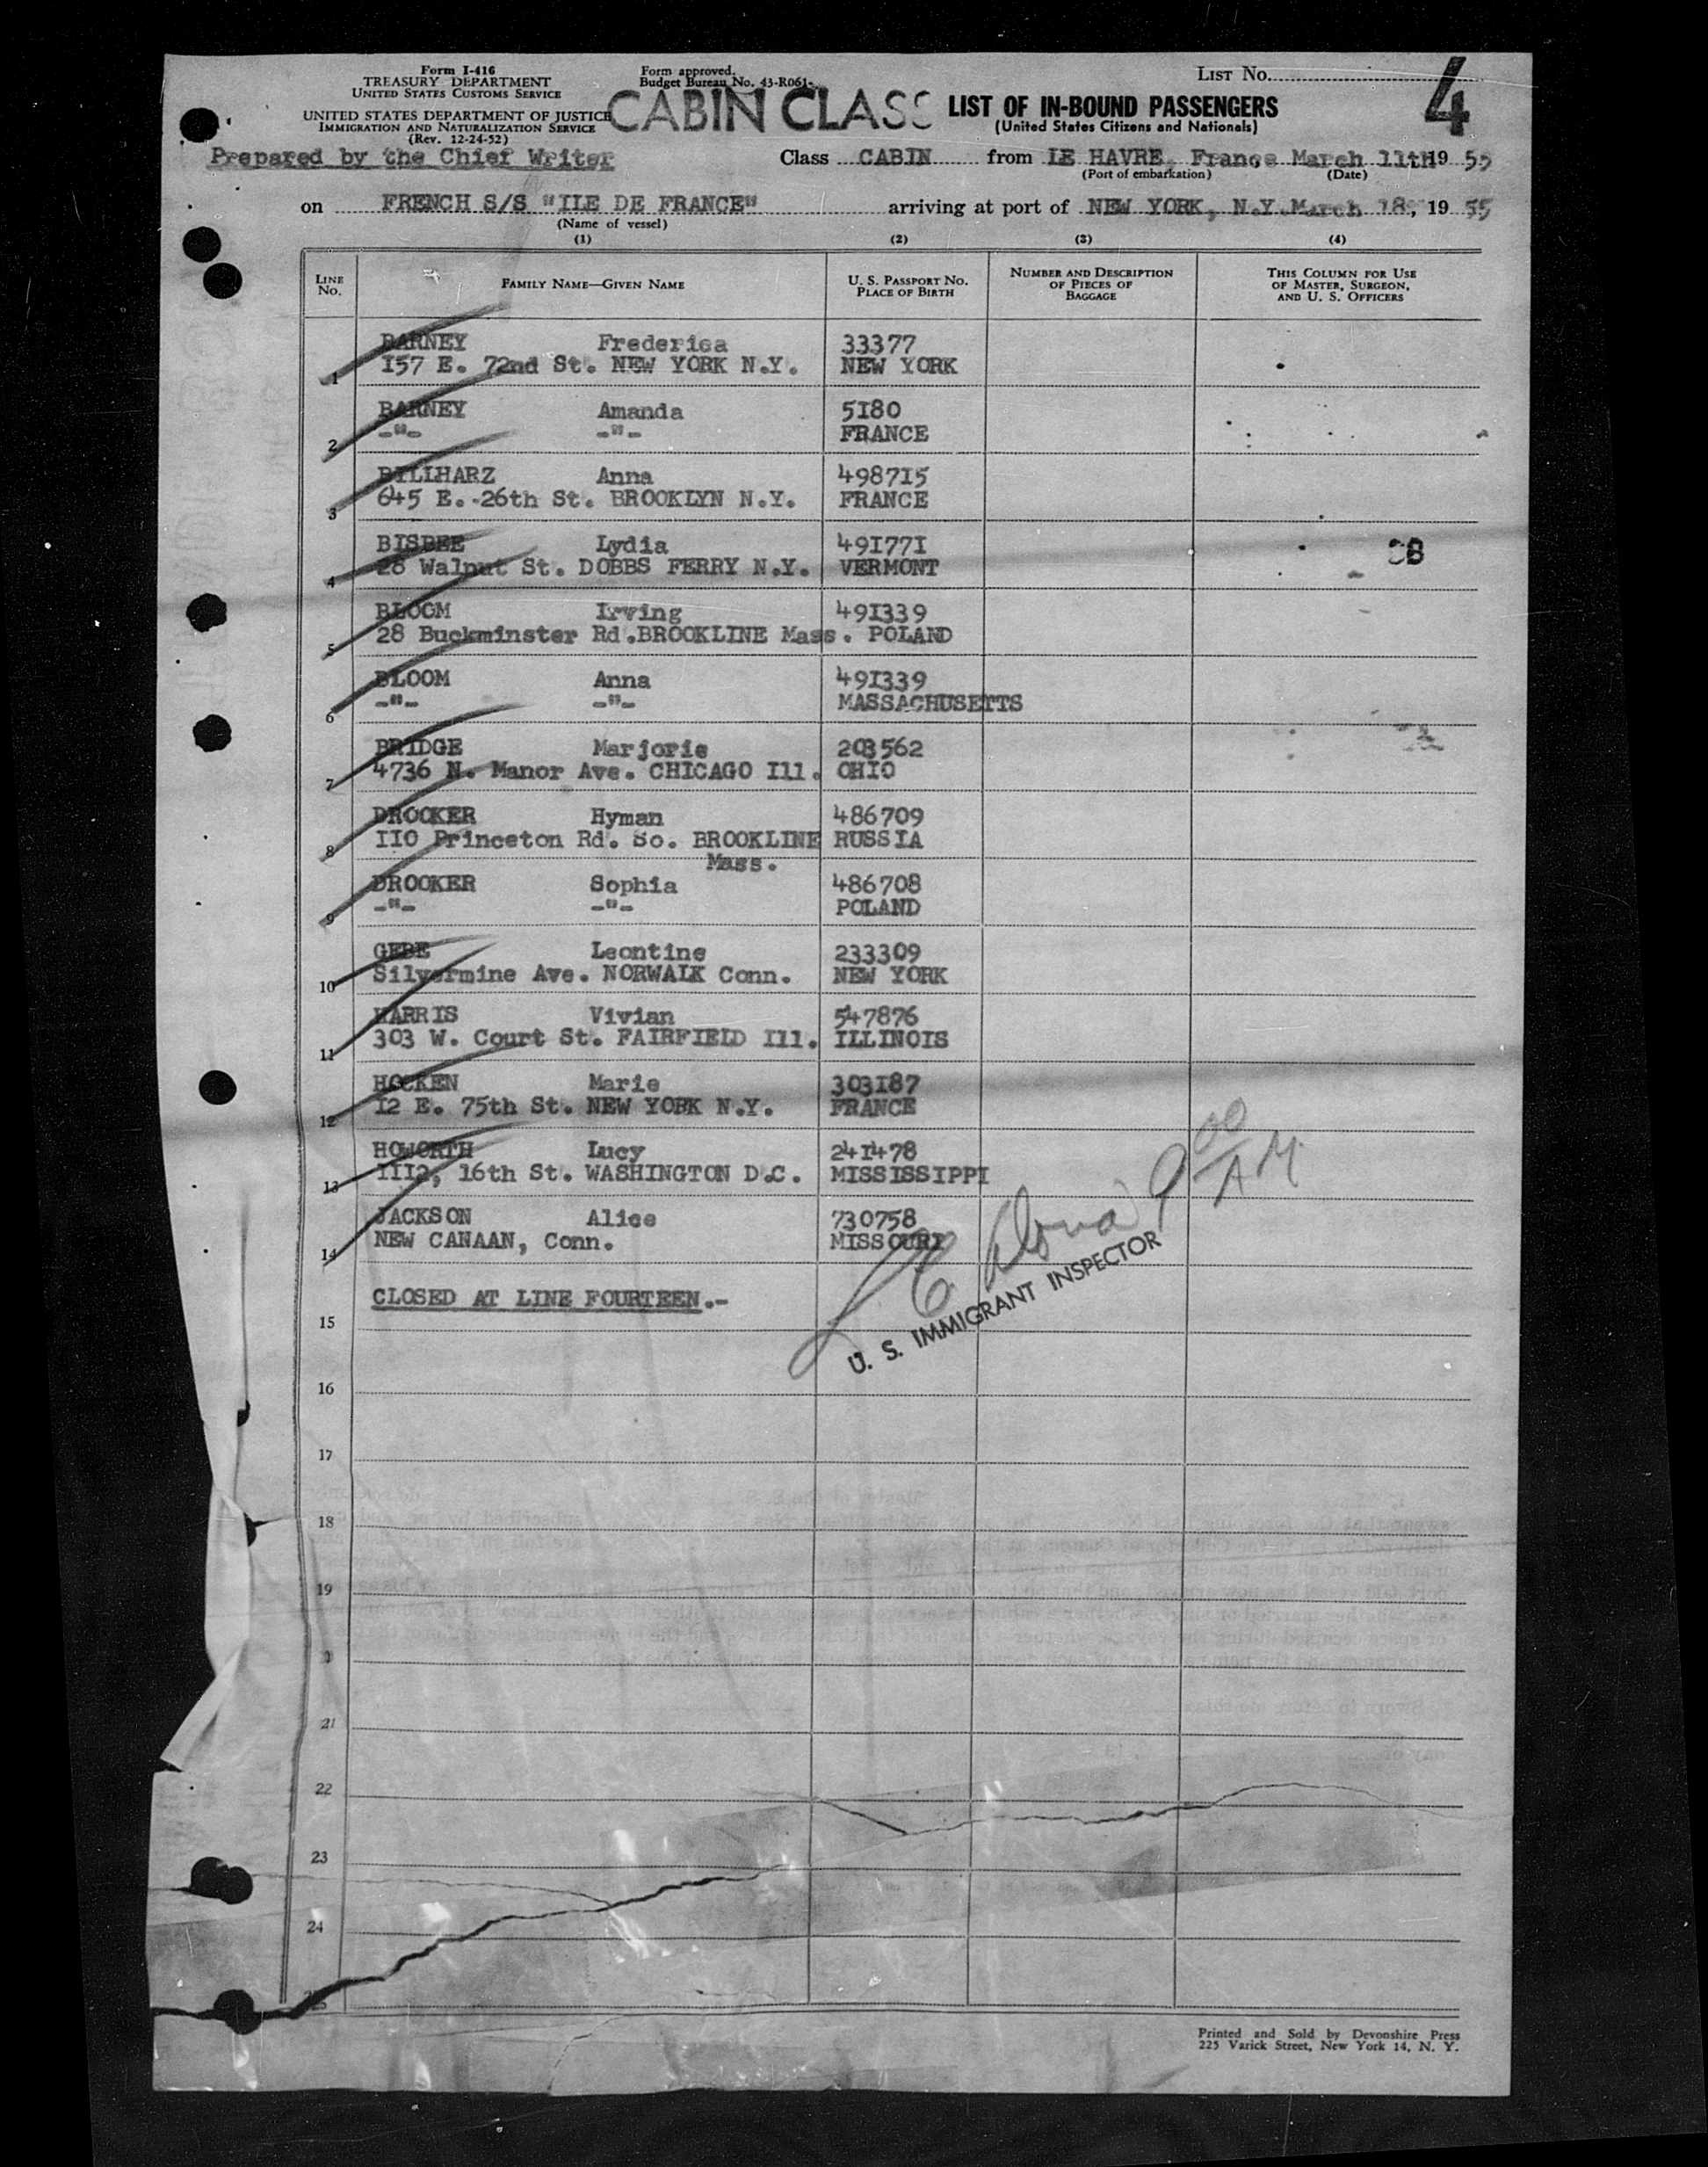 Form I-416
TREASURY DEPARTMENT
UNITED STATES CUSTOMS SERVICE
UNITED STATES DEPARTMENT OF JUSTICE
IMMIGRATION AND NATURALIZATION SERVICE
(Rev. 12-24-52)
Form approved.
Budget Bureau No. 43-R061-
CABIN CLASS
LIST No. 4
LIST OF IN-BOUND PASSENGERS
(United States Citizens and Nationals)
Prepared by the Chief Writer
Class CABIN from LE HAVRE, France March 11th 19 55
(Port of embarkation) (Date)
on FRENCH S/S "ILE DE FRANCE" arriving at port of NEW YORK, N.Y. March 18, 19 55
(Name of vessel)
(1) (2) (3) (4)
LINE No. FAMILY NAME—GIVEN NAME U. S. PASSPORT No. PLACE OF BIRTH NUMBER AND DESCRIPTION OF PIECES OF BAGGAGE THIS COLUMN FOR USE OF MASTER, SURGEON, AND U. S. OFFICERS
BARNEY Frederica 33377
1 157 E. 72nd St. NEW YORK N.Y. NEW YORK
BARNEY Amanda 5180
2 -"- -"- FRANCE
BILLHARZ Anna 498715
3 645 E. 26th St. BROOKLYN N.Y. FRANCE
BISBEE Lydia 491771
4 28 Walnut St. DOBBS FERRY N.Y. VERMONT
BLOOM Irving 491339
5 28 Buckminster Rd. BROOKLINE Mass. POLAND
BLOOM Anna 491339
6 -"- -"- MASSACHUSETTS
BRIDGE Marjorie 203562
7 4736 N. Manor Ave. CHICAGO Ill. OHIO
DROOKER Hyman 486709
8 110 Princeton Rd. So. BROOKLINE RUSSIA
Mass.
DROOKER Sophia 486708
9 -"- -"- POLAND
GEBE Leontine 233309
10 Silvermine Ave. NORWALK Conn. NEW YORK
HARRIS Vivian 547876
11 303 W. Court St. FAIRFIELD Ill. ILLINOIS
HOCKEN Marie 303187
12 12 E. 75th St. NEW YORK N.Y. FRANCE
HOWORTH Lucy 241478
13 1112, 16th St. WASHINGTON D.C. MISSISSIPPI
JACKSON Alice 730758
14 NEW CANAAN, Conn. MISSOURI
9 00 AM
U. S. IMMIGRANT INSPECTOR
CLOSED AT LINE FOURTEEN.-
15
16
17
18
19
21
22
23
24
Printed and Sold by Devonshire Press
225 Varick Street, New York 14, N. Y.